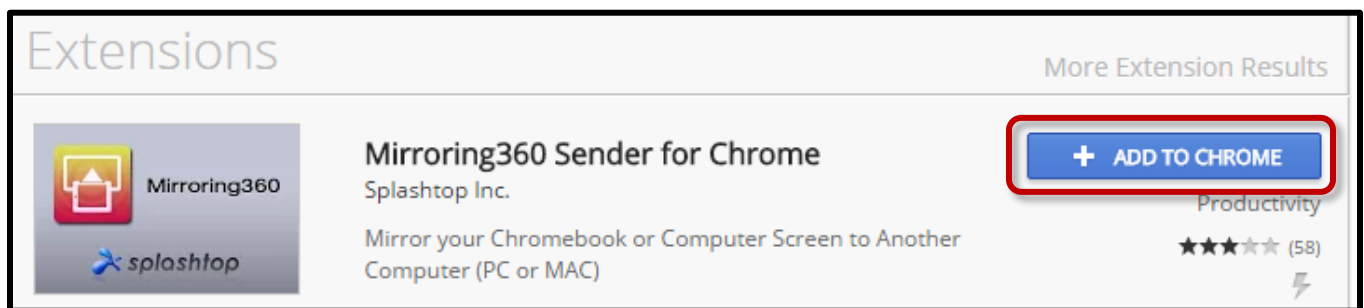 Extensions
More Extension Results
Mirroring360
splashtop
Mirroring360 Sender for Chrome
Splashtop Inc.
Mirror your Chromebook or Computer Screen to Another
Computer (PC or MAC)
+ ADD TO CHROME
Productivity
(58)